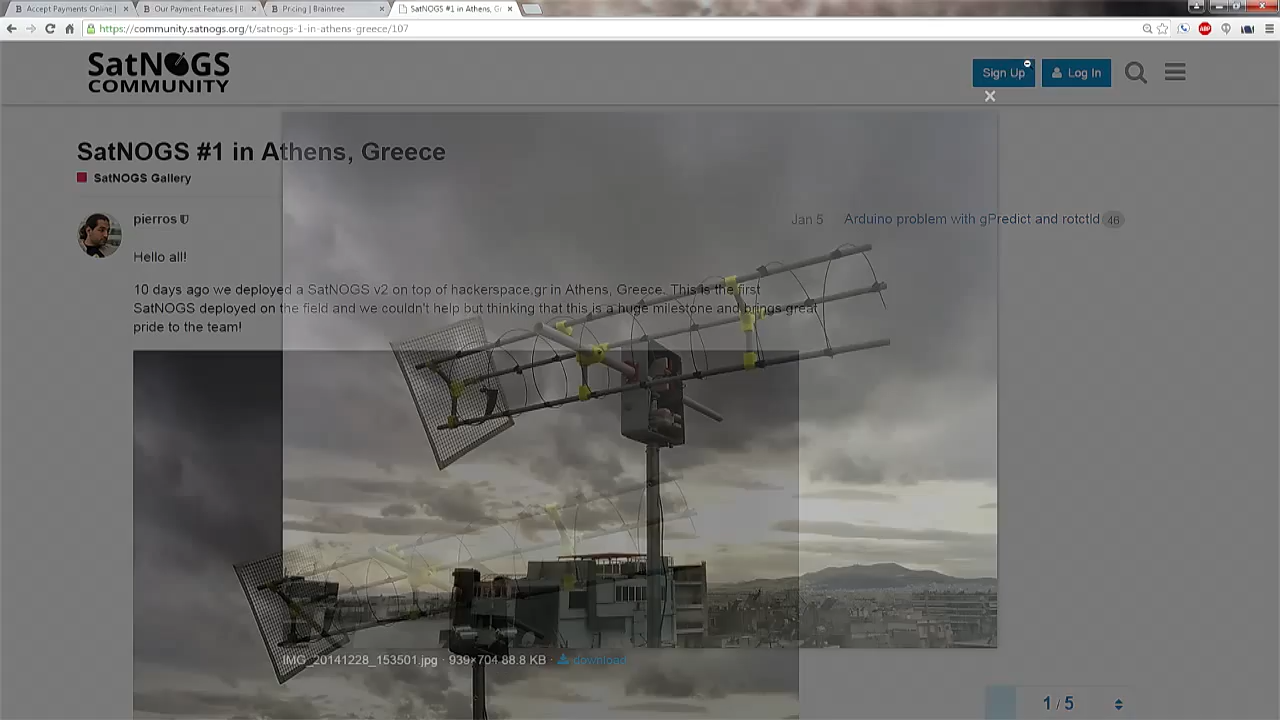 Accept Payments Online |
Our Payment Features | B
Pricing | Braintree
SatNOGS #1 in Athens, Gr
https://community.satnogs.org/t/satnogs-1-in-athens-greece/107
ABP
SatNOGS
COMMUNITY
Sign Up
Log In
SatNOGS #1 in Athens, Greece
SatNOGS Gallery
pierros
Jan 5 Arduino problem with gPredict and rotctld 46
Hello all!
10 days ago we deployed a SatNOGS v2 on top of hackerspace.gr in Athens, Greece. This is the first
SatNOGS deployed on the field and we couldn't help but thinking that this is a huge milestone and brings great
pride to the team!
IMG_20141228_153501.jpg · 939×704 88.8 KB · download
1 / 5